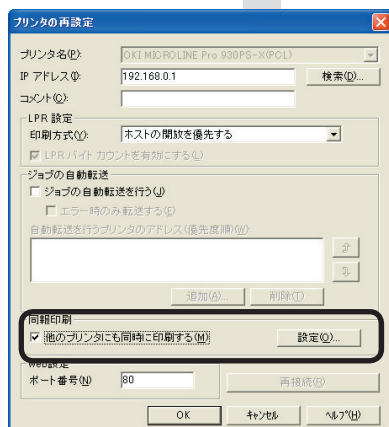 プリンタの再設定
プリンタ名(P): OKI MICROLINE Pro 930PS-X(PCL)
IP アドレス(I): 192.168.0.1 検索(D)...
コメント(C):
LPR 設定
印刷方式(Y): ホストの開放を優先する
LPR バイト カウントを有効にする(L)
ジョブの自動転送
ジョブの自動転送を行う(J)
エラー時のみ転送する(E)
自動転送を行うプリンタのアドレス(優先度順)(W)
追加(A)... 削除(T)
同報印刷
他のプリンタにも同時に印刷する(M) 設定(O)...
Web設定
ポート番号(N) 80 再接続(R)
OK キャンセル ヘルプ(H)